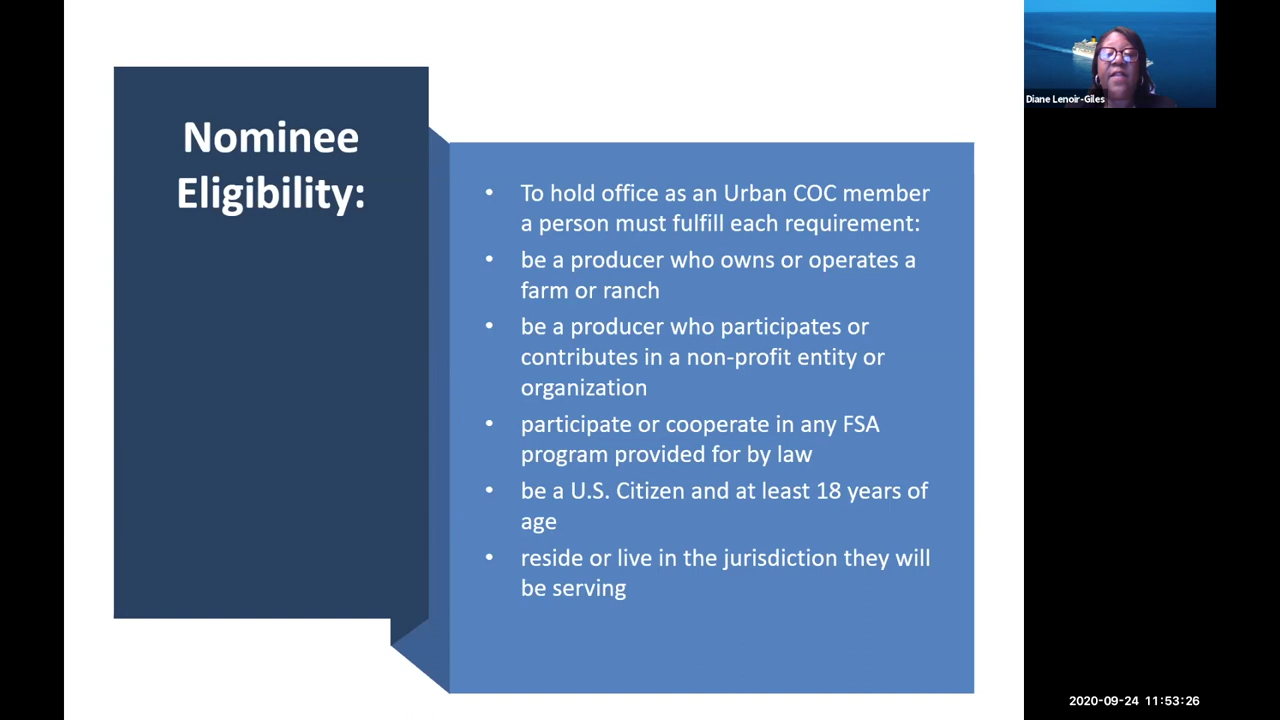 Nominee
Eligibility:
• To hold office as an Urban COC member
a person must fulfill each requirement:
• be a producer who owns or operates a
farm or ranch
• be a producer who participates or
contributes in a non-profit entity or
organization
• participate or cooperate in any FSA
program provided for by law
• be a U.S. Citizen and at least 18 years of
age
• reside or live in the jurisdiction they will
be serving
Diane Lenoir-Giles
2020-09-24 11:53:26